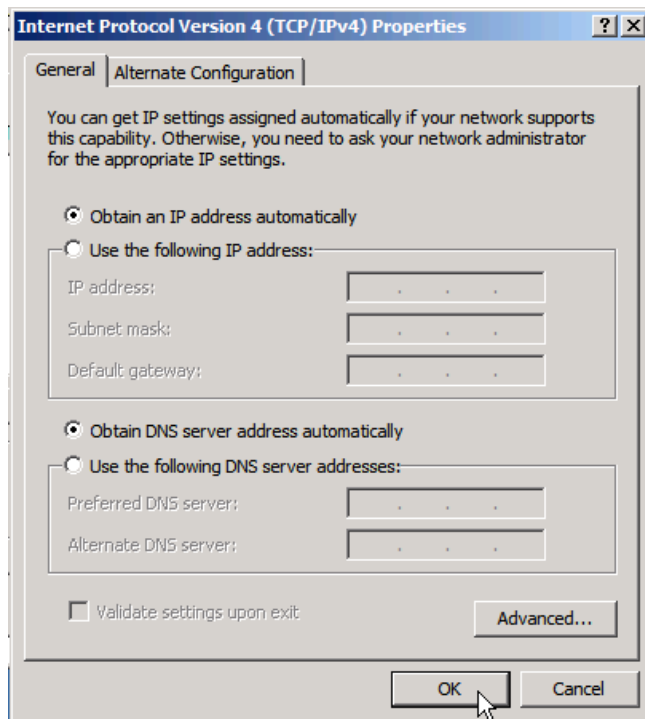 Internet Protocol Version 4 (TCP/IPv4) Properties
General
Alternate Configuration
You can get IP settings assigned automatically if your network supports
this capability. Otherwise, you need to ask your network administrator
for the appropriate IP settings.
Obtain an IP address automatically
Use the following IP address:
IP address:
Subnet mask:
Default gateway:
Obtain DNS server address automatically
Use the following DNS server addresses:
Preferred DNS server:
Alternate DNS server:
Validate settings upon exit
Advanced...
OK
Cancel